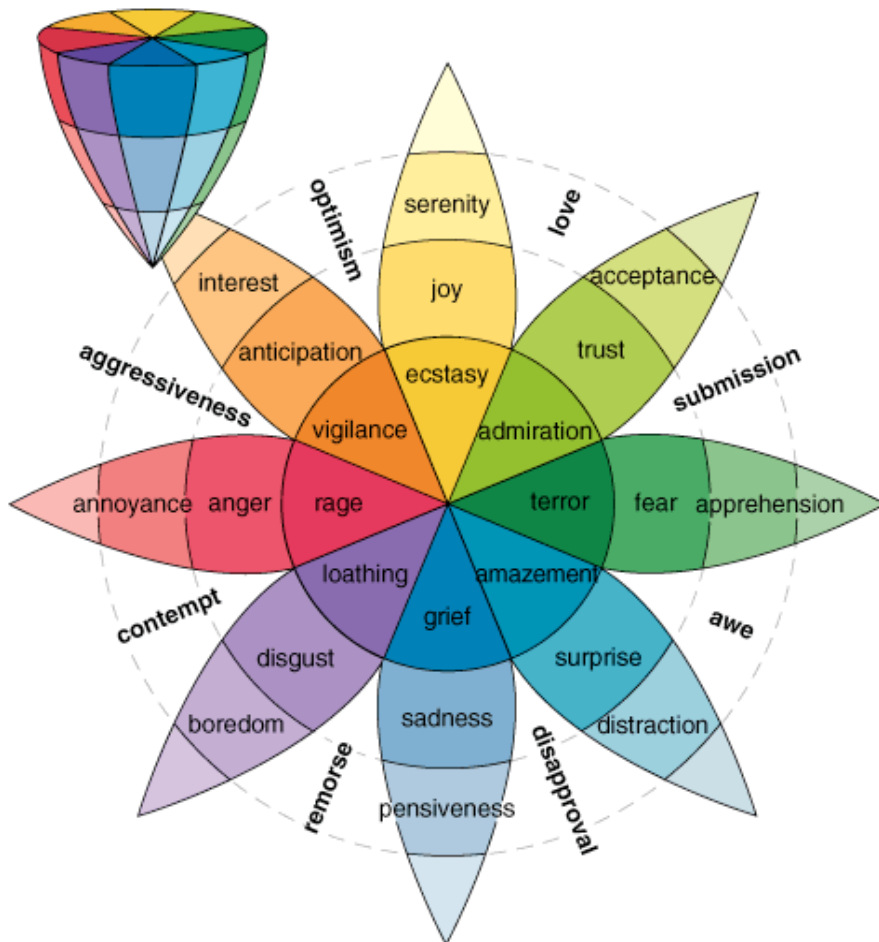 optimism
love
serenity
interest
acceptance
joy
anticipation
trust
aggressiveness
submission
ecstasy
vigilance
admiration
annoyance
anger
rage
terror
fear
apprehension
loathing
amazement
grief
contempt
awe
disgust
surprise
boredom
sadness
distraction
remorse
disapproval
pensiveness